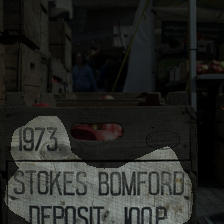 1973
STOKES BOMFORD
DEPOSIT 100P